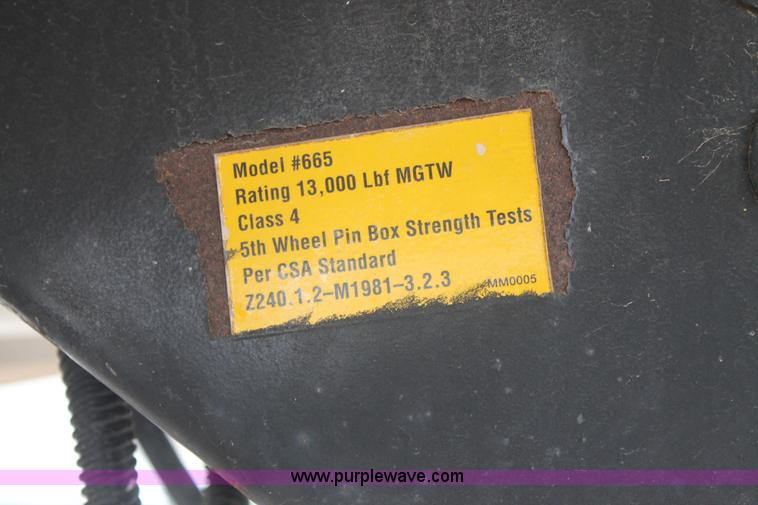 Model #665
Rating 13,000 Lbf MGTW
Class 4
5th Wheel Pin Box Strength Tests
Per CSA Standard
Z240.1.2–M1981–3.2.3
MM0005
www.purplewave.com